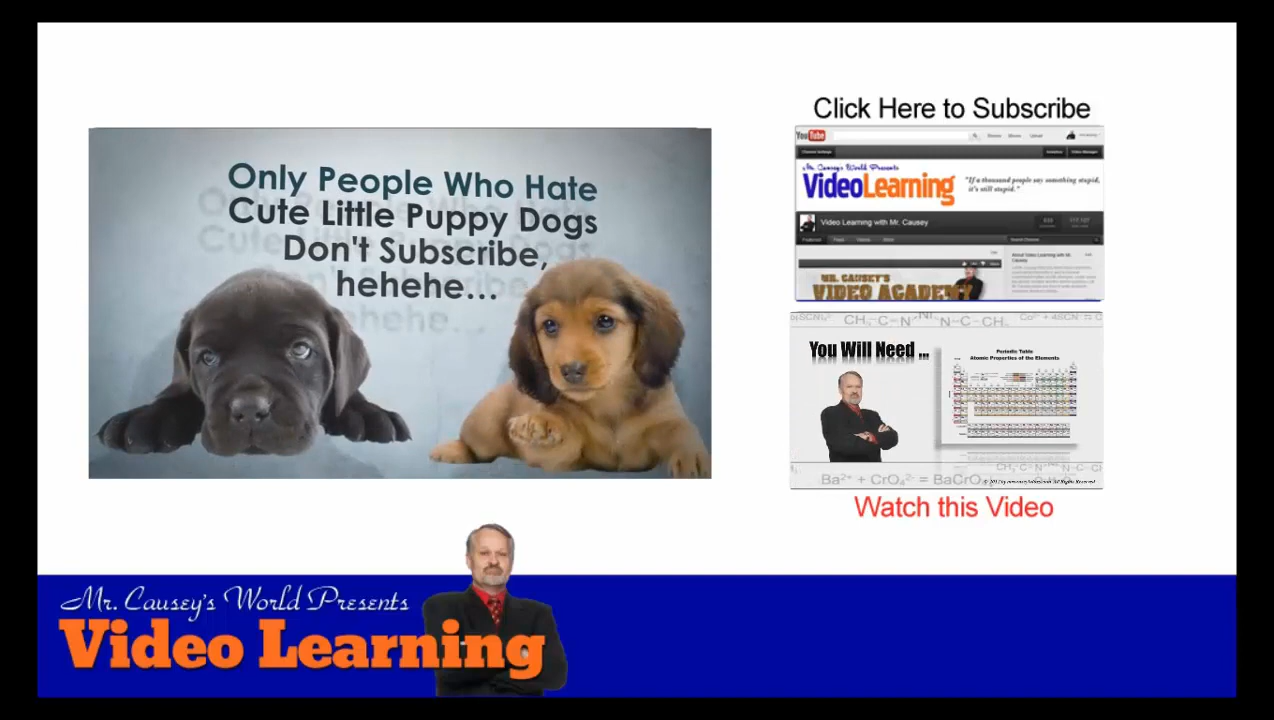 Only People Who Hate
Cute Little Puppy Dogs
Don't Subscribe,
hehehe...
Click Here to Subscribe
YouTube
Mr. Causey's World Presents
VideoLearning
"If a thousand people say something stupid,
it's still stupid."
Video Learning with Mr. Causey
MR. CAUSEY'S
VIDEO ACADEMY
You Will Need ...
Periodic Table
Atomic Properties of the Elements
Ba²⁺ + CrO₄²⁻ = BaCrO
Watch this Video
Mr. Causey's World Presents
Video Learning